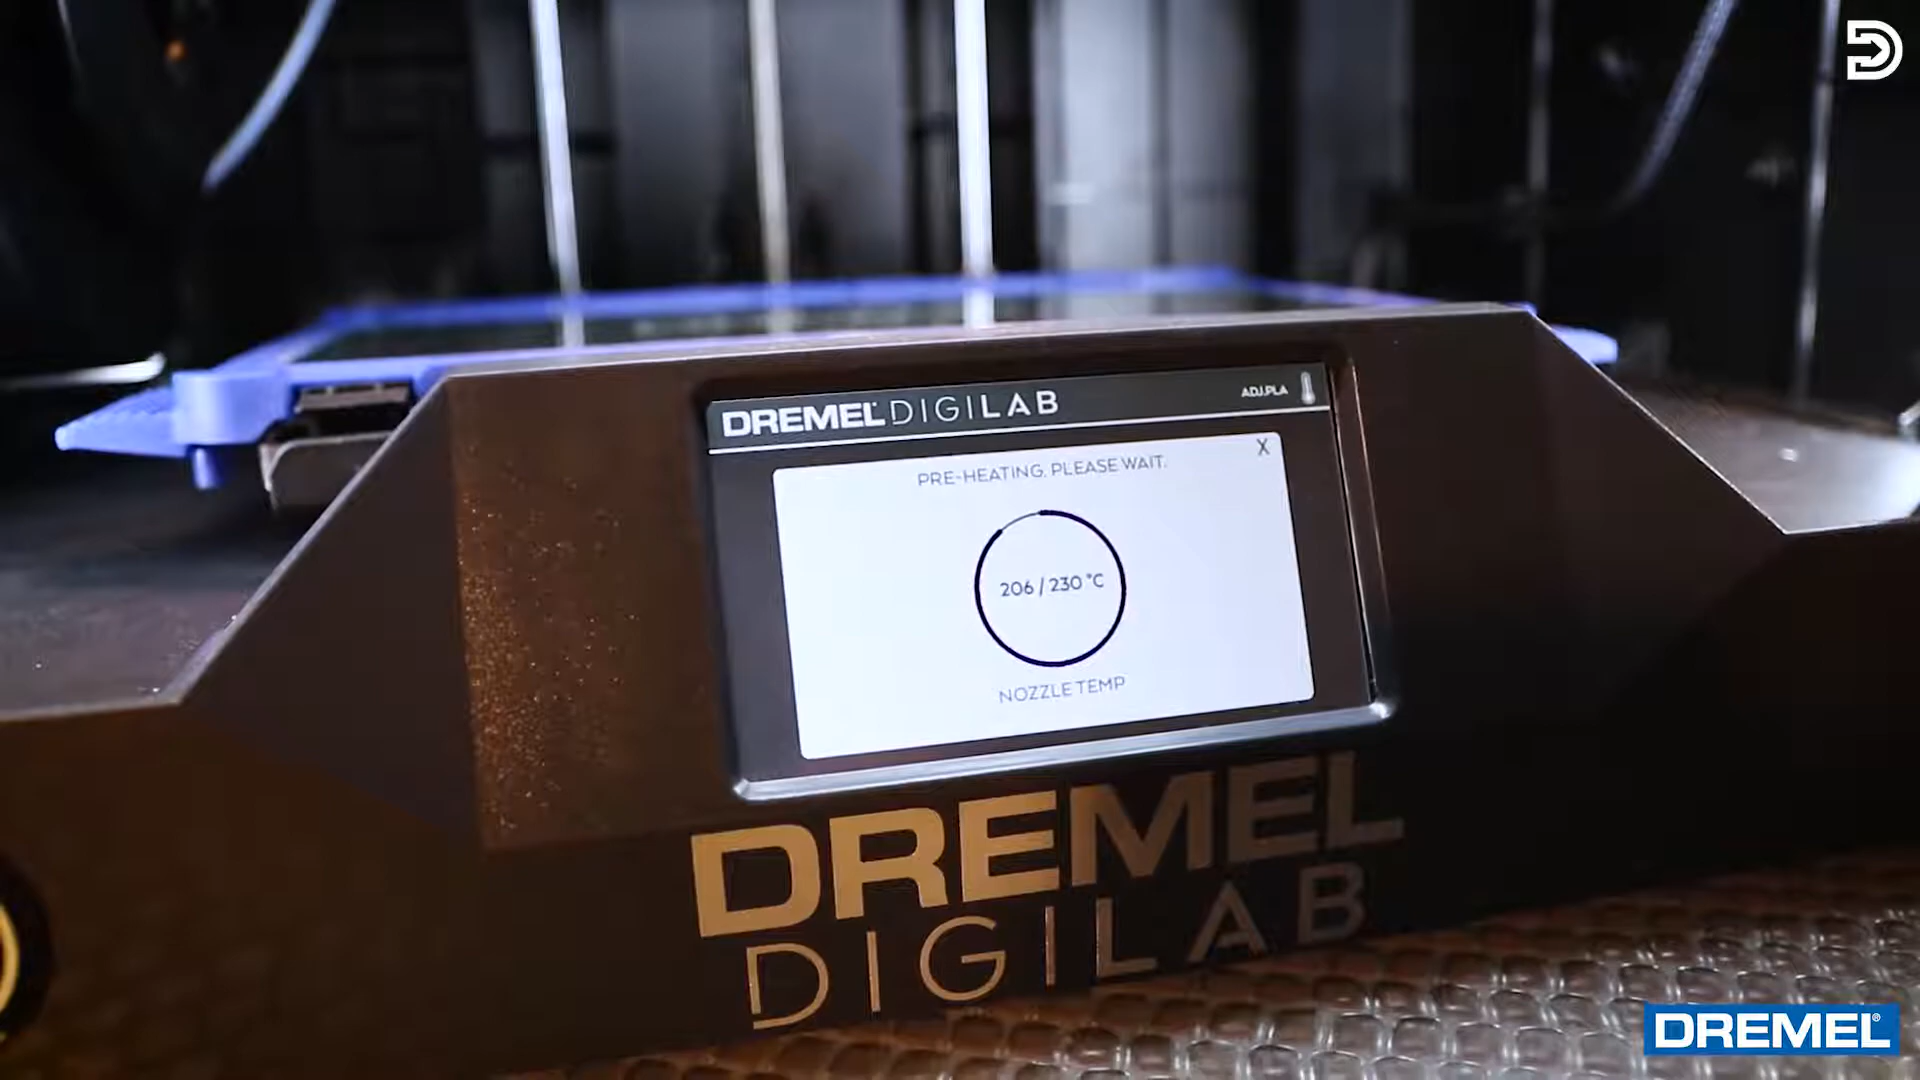 DREMEL DIGILAB
ADJ.PLA
X
PRE-HEATING. PLEASE WAIT.
206 / 230 °C
NOZZLE TEMP
DREMEL
DIGILAB
DREMEL®